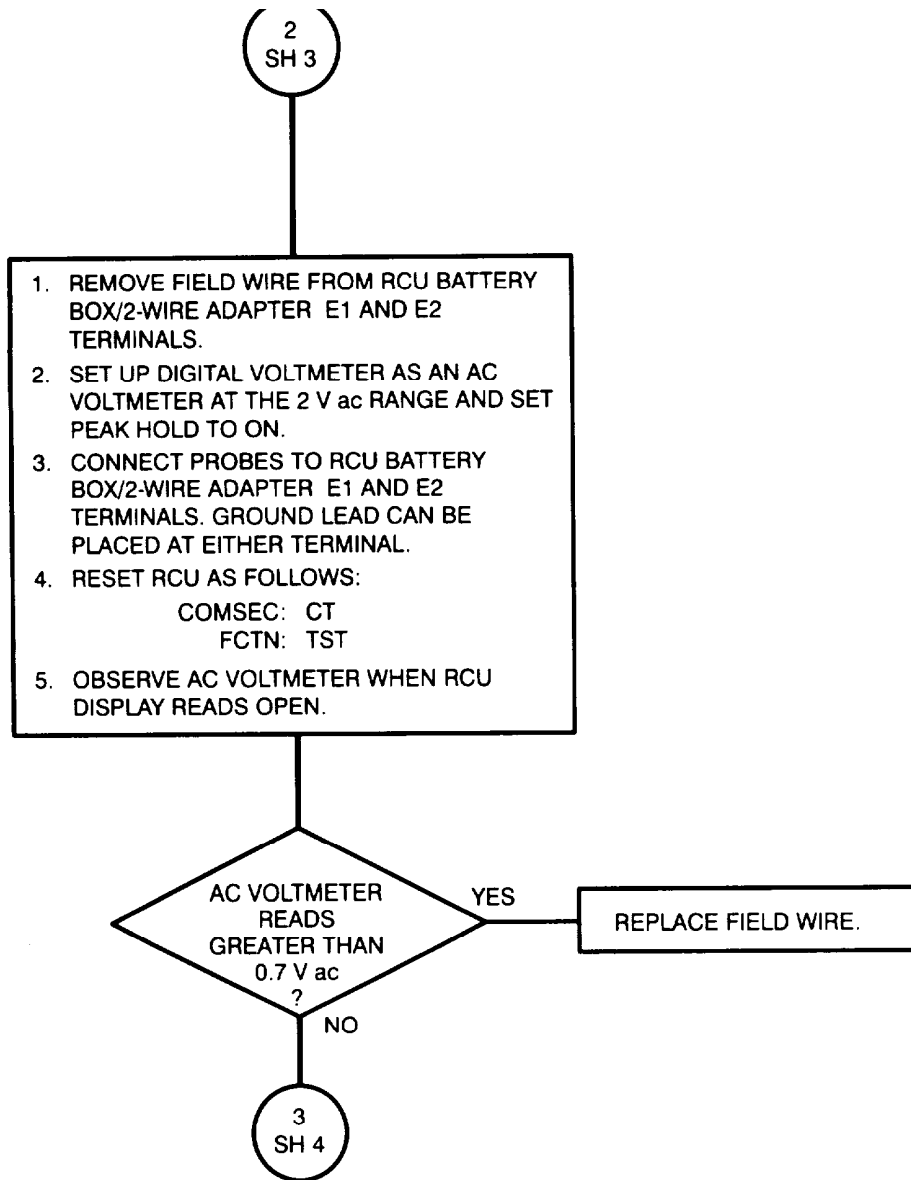 2
SH 3
1. REMOVE FIELD WIRE FROM RCU BATTERY
BOX/2-WIRE ADAPTER E1 AND E2
TERMINALS.
2. SET UP DIGITAL VOLTMETER AS AN AC
VOLTMETER AT THE 2 V ac RANGE AND SET
PEAK HOLD TO ON.
3. CONNECT PROBES TO RCU BATTERY
BOX/2-WIRE ADAPTER E1 AND E2
TERMINALS. GROUND LEAD CAN BE
PLACED AT EITHER TERMINAL.
4. RESET RCU AS FOLLOWS:
COMSEC: CT
FCTN: TST
5. OBSERVE AC VOLTMETER WHEN RCU
DISPLAY READS OPEN.
AC VOLTMETER
READS
GREATER THAN
0.7 V ac
?
YES
REPLACE FIELD WIRE.
NO
3
SH 4